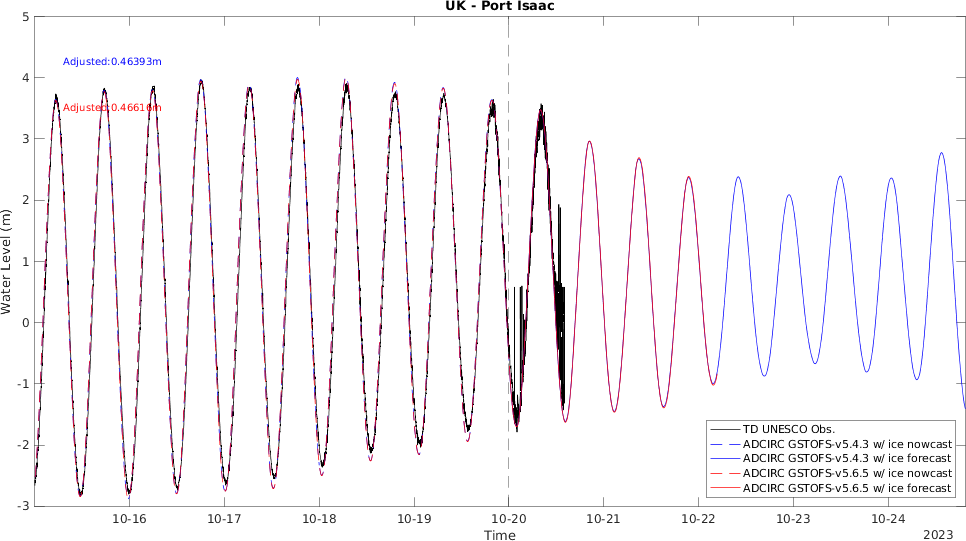 UK - Port Isaac
5
4
3
2
1
0
-1
-2
-3
Water Level (m)
Adjusted:0.46393m
Adjusted:0.46616m
TD UNESCO Obs.
ADCIRC GSTOFS-v5.4.3 w/ ice nowcast
ADCIRC GSTOFS-v5.4.3 w/ ice forecast
ADCIRC GSTOFS-v5.6.5 w/ ice nowcast
ADCIRC GSTOFS-v5.6.5 w/ ice forecast
10-16 10-17 10-18 10-19 10-20 10-21 10-22 10-23 10-24
Time
2023